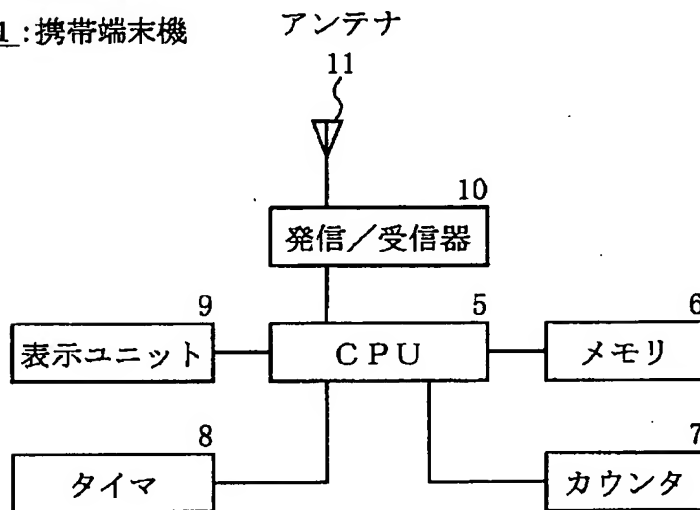 1:携帯端末機
アンテナ
11
10
発信／受信器
9
表示ユニット
5
CPU
6
メモリ
8
タイマ
7
カウンタ